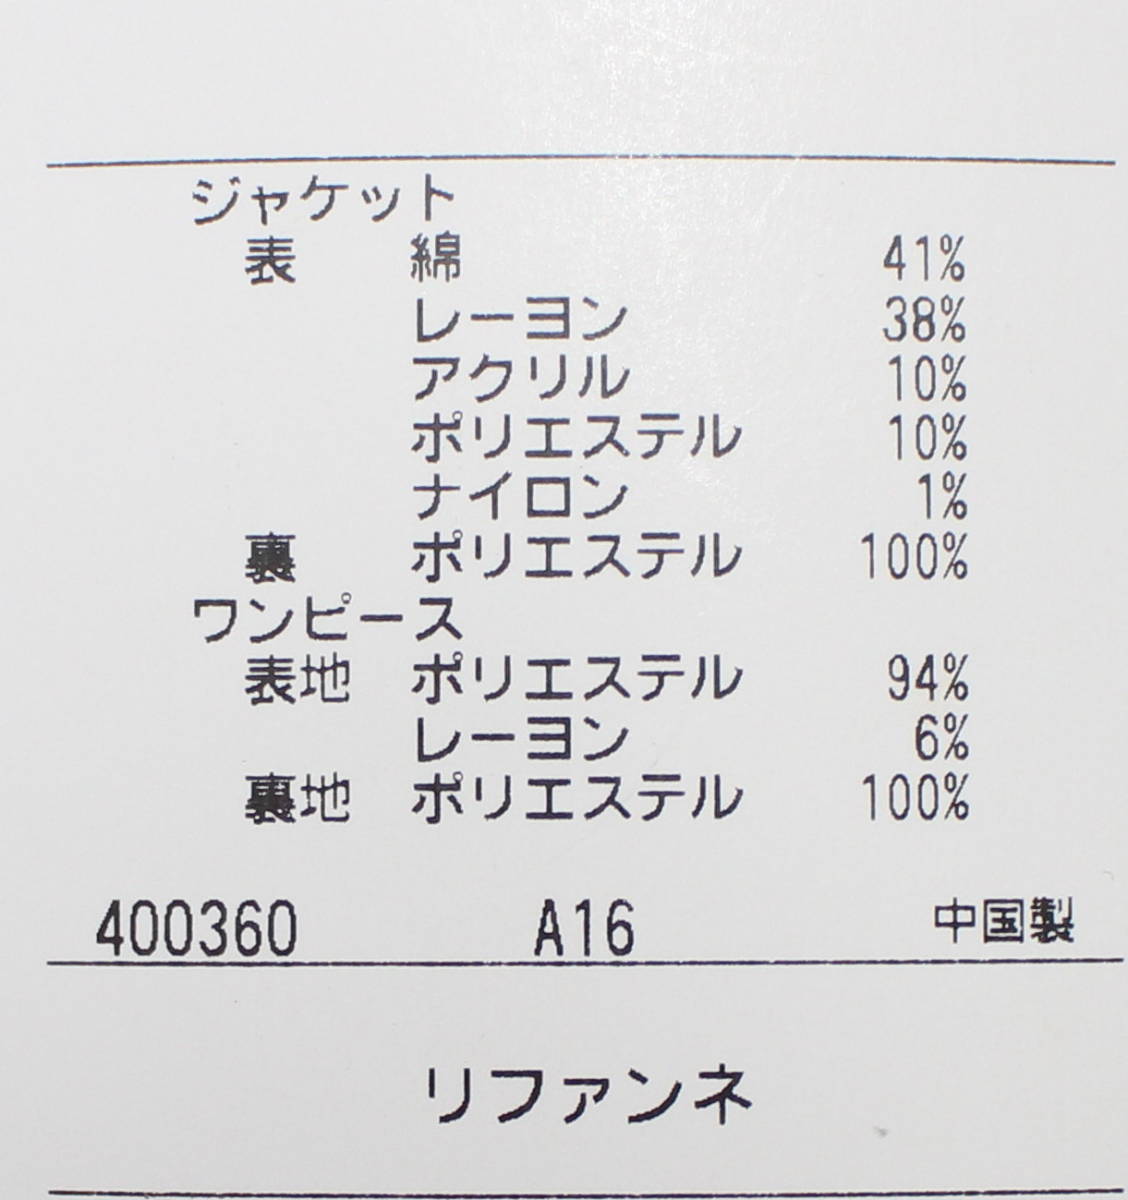 ジャケット
表 綿 41%
レーヨン 38%
アクリル 10%
ポリエステル 10%
ナイロン 1%
裏 ポリエステル 100%
ワンピース
表地 ポリエステル 94%
レーヨン 6%
裏地 ポリエステル 100%
400360 A16 中国製
リファンネ